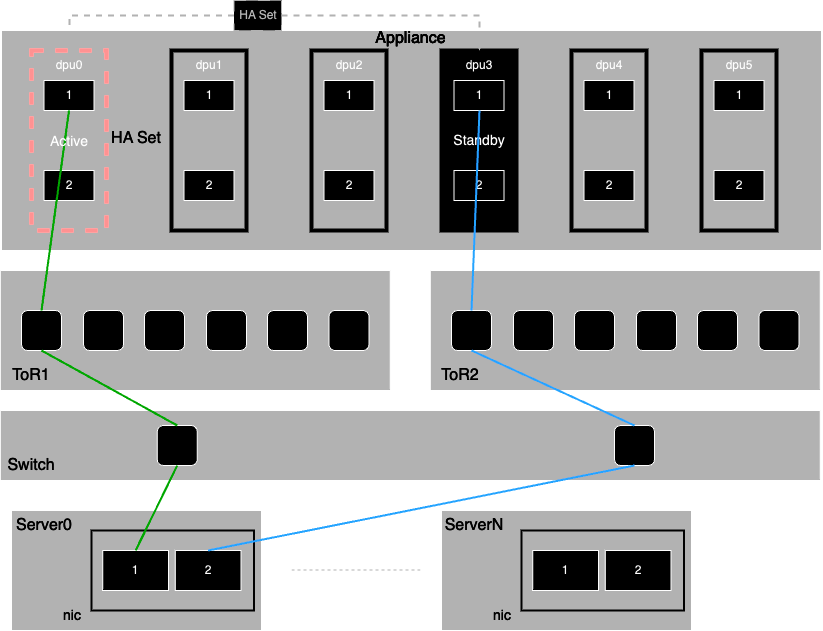 HA Set
Appliance
dpu0
dpu1
dpu2
dpu3
dpu4
dpu5
1
1
1
1
1
1
Active
HA Set
Standby
2
2
2
2
2
2
ToR1
ToR2
Switch
Server0
ServerN
1
2
1
2
nic
nic